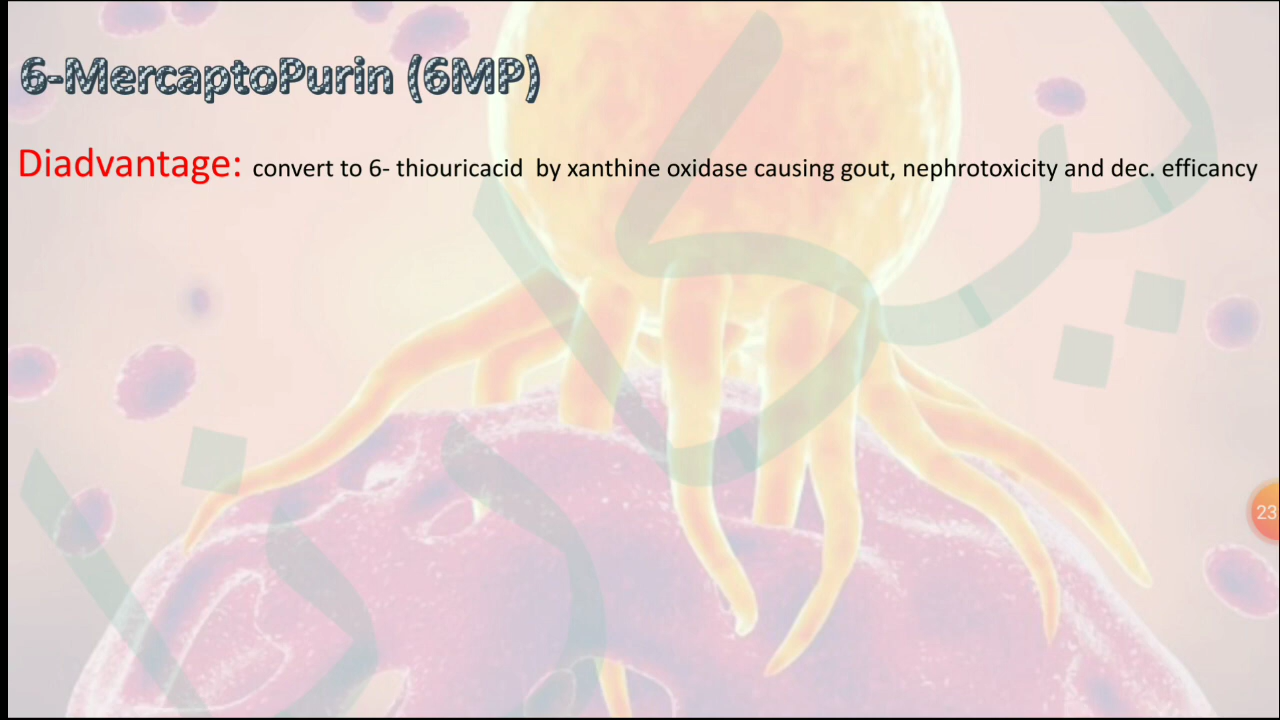 6-MercaptoPurin (6MP)
Diadvantage: convert to 6- thiouricacid by xanthine oxidase causing gout, nephrotoxicity and dec. efficancy
23